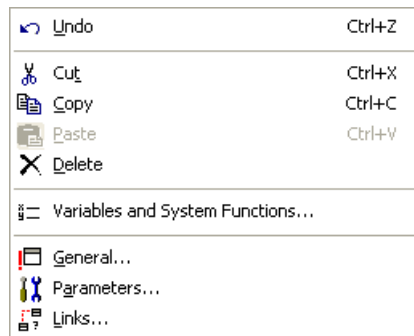 Undo Ctrl+Z
Cut Ctrl+X
Copy Ctrl+C
Paste Ctrl+V
Delete
Variables and System Functions...
General...
Parameters...
Links...